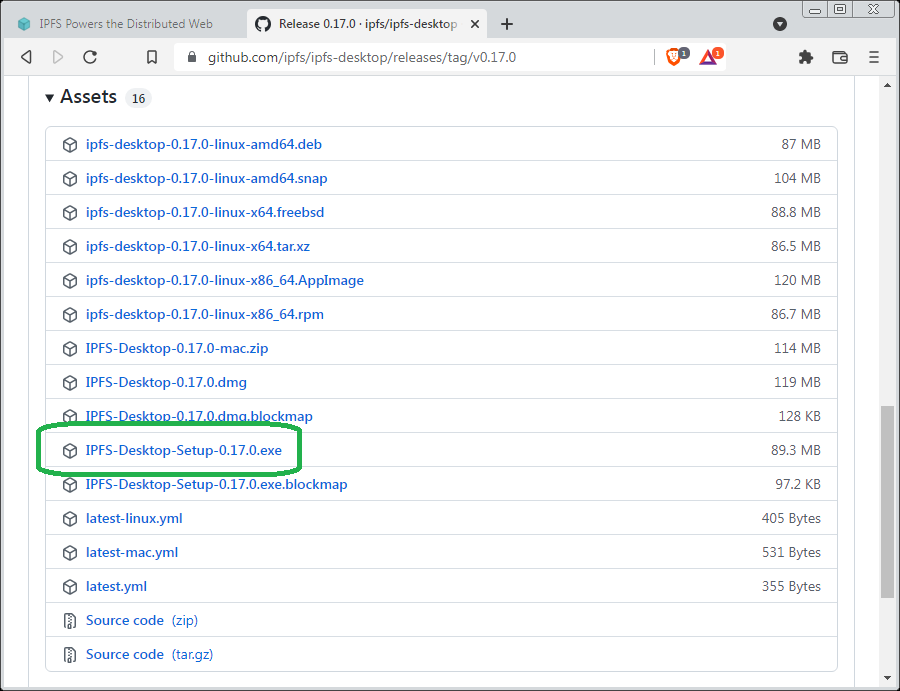 IPFS Powers the Distributed Web
Release 0.17.0 · ipfs/ipfs-desktop
github.com/ipfs/ipfs-desktop/releases/tag/v0.17.0
1
1
Assets 16
ipfs-desktop-0.17.0-linux-amd64.deb 87 MB
ipfs-desktop-0.17.0-linux-amd64.snap 104 MB
ipfs-desktop-0.17.0-linux-x64.freebsd 88.8 MB
ipfs-desktop-0.17.0-linux-x64.tar.xz 86.5 MB
ipfs-desktop-0.17.0-linux-x86_64.AppImage 120 MB
ipfs-desktop-0.17.0-linux-x86_64.rpm 86.7 MB
IPFS-Desktop-0.17.0-mac.zip 114 MB
IPFS-Desktop-0.17.0.dmg 119 MB
IPFS-Desktop-0.17.0.dmg.blockmap 128 KB
IPFS-Desktop-Setup-0.17.0.exe 89.3 MB
IPFS-Desktop-Setup-0.17.0.exe.blockmap 97.2 KB
latest-linux.yml 405 Bytes
latest-mac.yml 531 Bytes
latest.yml 355 Bytes
Source code (zip)
Source code (tar.gz)